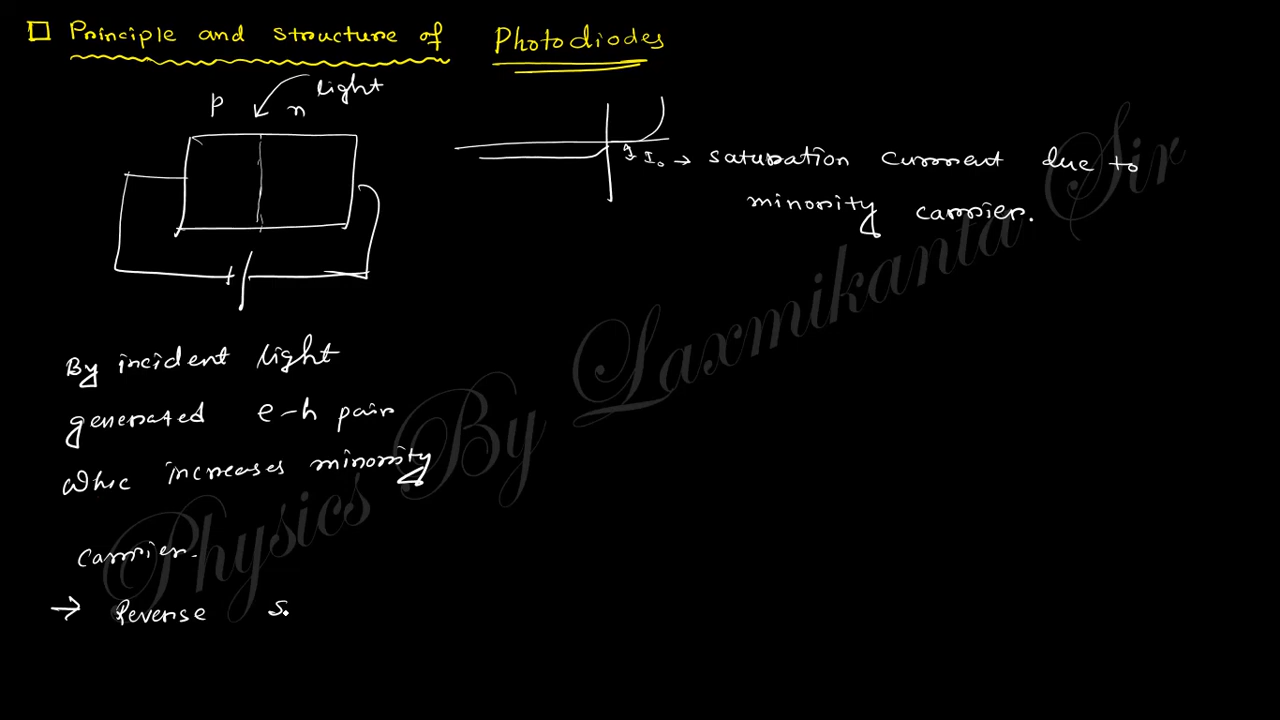 Principle and structure of Photodiodes
light
p
n
I₀ → saturation current due to
minority carrier.
By incident light
generated e-h pair
whic increases minority
carrier.
→ Reverse S.
Physics By Laxmikanta Sir